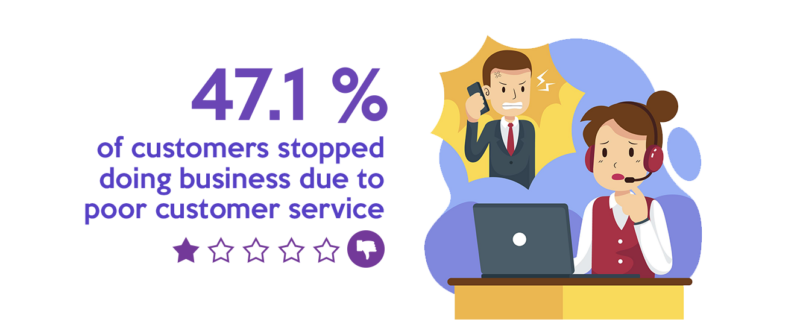 47.1 %
of customers stopped
doing business due to
poor customer service